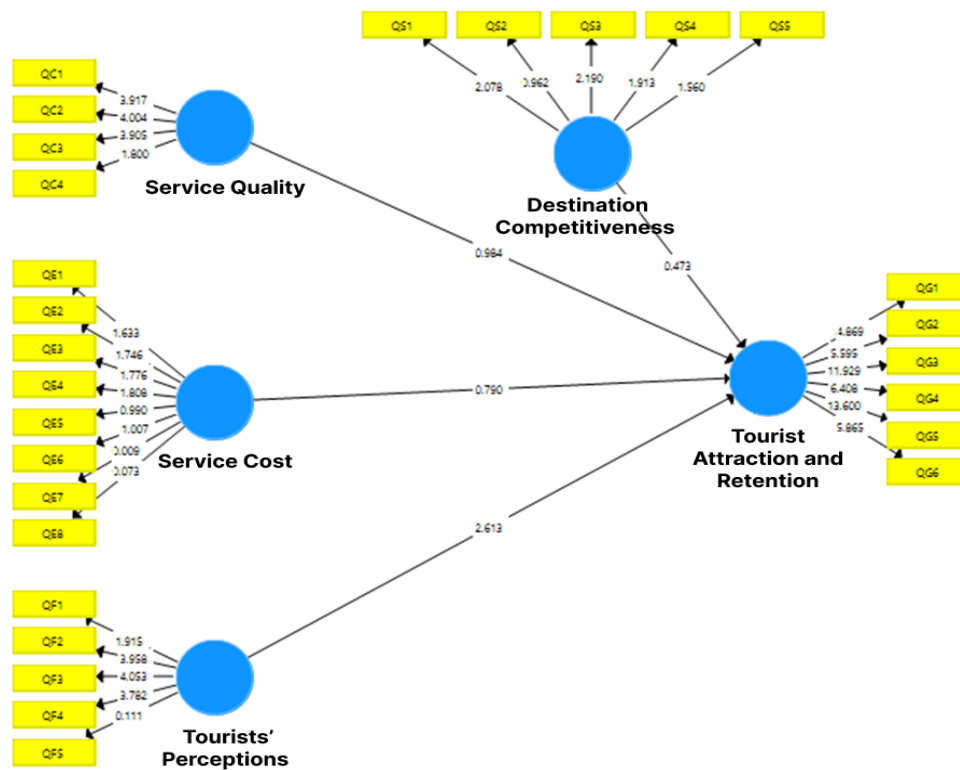 QS1 QS2 QS3 QS4 QS5
2.078 0.962 2.190 1.913 1.560
Destination
Competitiveness
QC1
QC2
QC3
QC4
3.917
4.004
3.905
1.800
Service Quality
0.984
0.473
QE1
QE2
QE3
QE4
QE5
QE6
QE7
QE8
1.633
1.746
1.776
1.808
0.990
1.007
0.009
0.073
Service Cost
0.790
QG1
QG2
QG3
QG4
QG5
QG6
4.869
5.595
11.929
6.408
13.600
5.865
Tourist
Attraction and
Retention
QF1
QF2
QF3
QF4
QF5
1.915
3.958
4.053
3.782
0.111
Tourists’
Perceptions
2.613